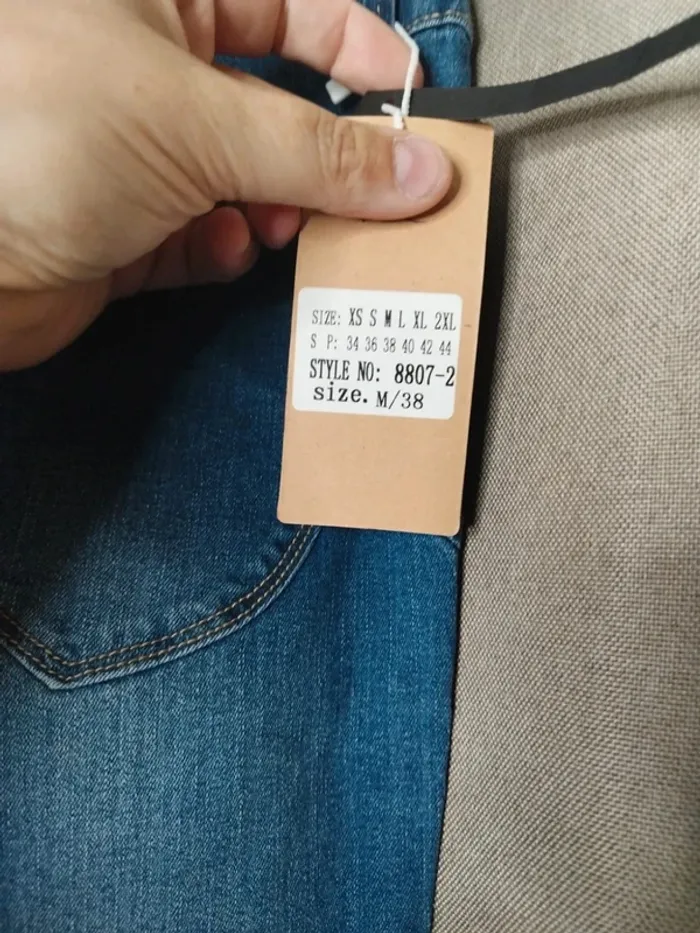 SIZE: XS S M L XL 2XL
S P: 34 36 38 40 42 44
STYLE NO: 8807-2
size. M/38